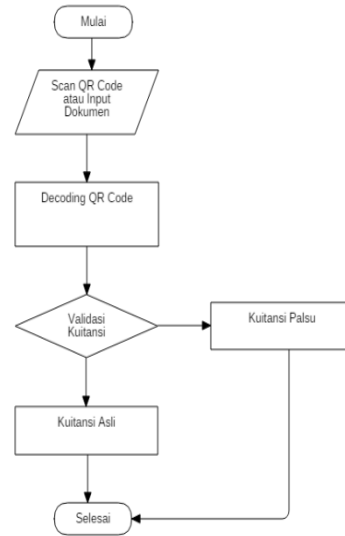 Mulai
Scan QR Code
atau Input
Dokumen
Decoding QR Code
Validasi
Kuitansi
Kuitansi Palsu
Kuitansi Asli
Selesai